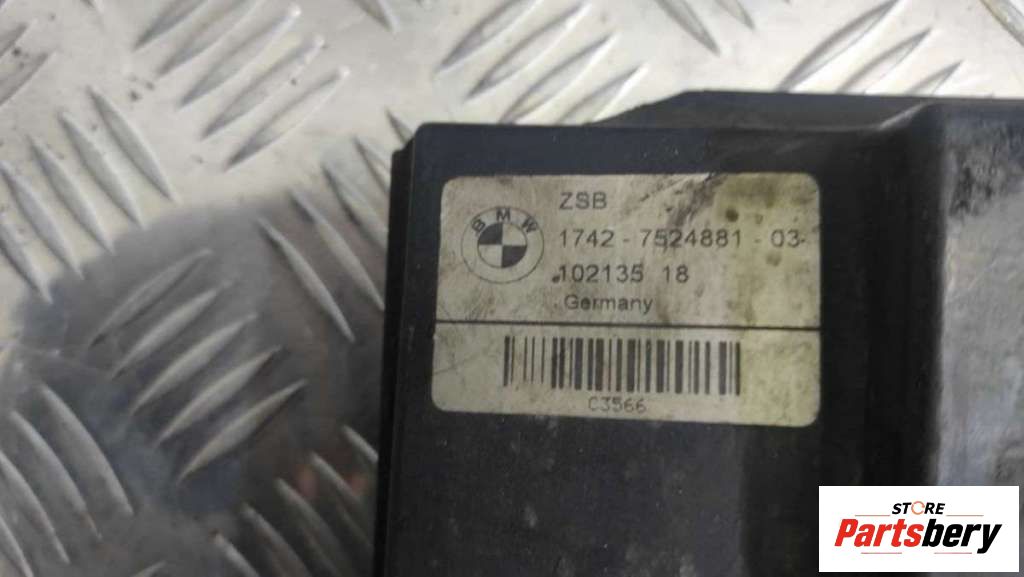 BMW
ZSB
1742 - 7524881 - 03-
102135 18
Germany
C3566
STORE
Partsbery